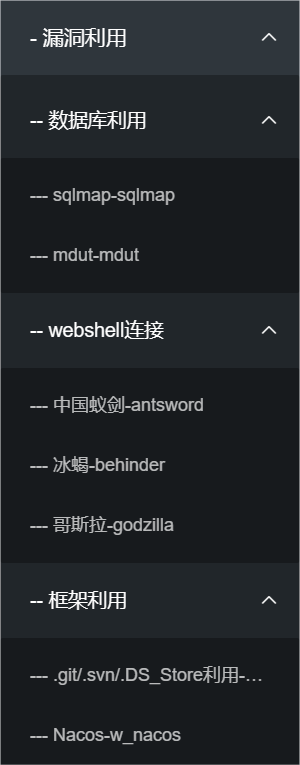 - 漏洞利用
-- 数据库利用
--- sqlmap-sqlmap
--- mdut-mdut
-- webshell连接
--- 中国蚁剑-antsword
--- 冰蝎-behinder
--- 哥斯拉-godzilla
-- 框架利用
--- .git/.svn/.DS_Store利用-...
--- Nacos-w_nacos